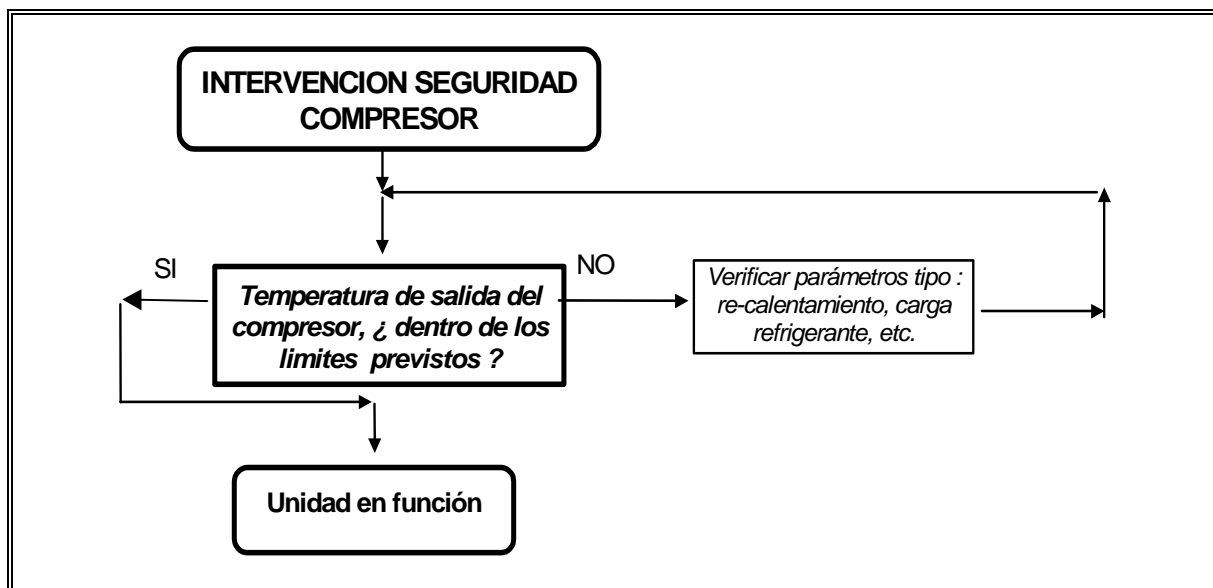 INTERVENCION SEGURIDAD
COMPRESOR
SI
NO
Temperatura de salida del
compresor, ¿ dentro de los
limites previstos ?
Verificar parámetros tipo :
re-calentamiento, carga
refrigerante, etc.
Unidad en función